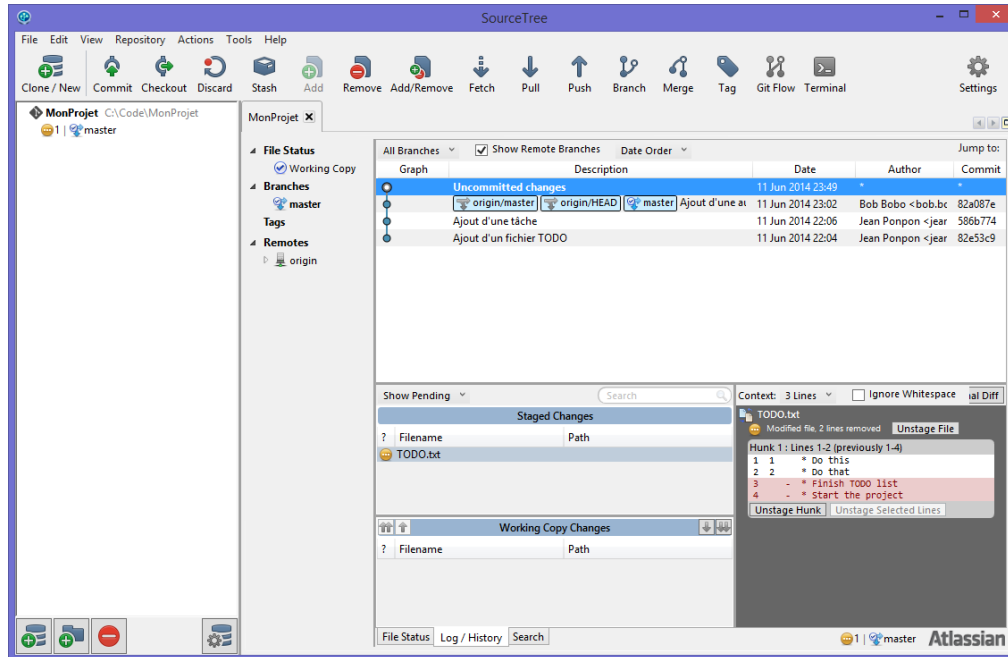 SourceTree
File Edit View Repository Actions Tools Help
Clone / New Commit Checkout Discard Stash Add Remove Add/Remove Fetch Pull Push Branch Merge Tag Git Flow Terminal Settings
MonProjet C:\Code\MonProjet
1 | master
MonProjet
File Status
Working Copy
Branches
master
Tags
Remotes
origin
All Branches Show Remote Branches Date Order Jump to:
Graph Description Date Author Commit
Uncommitted changes 11 Jun 2014 23:49 * *
origin/master origin/HEAD master Ajout d'une au 11 Jun 2014 23:02 Bob Bobo <bob.bc 82a087e
Ajout d'une tâche 11 Jun 2014 22:06 Jean Ponpon <jear 586b774
Ajout d'un fichier TODO 11 Jun 2014 22:04 Jean Ponpon <jear 82e53c9
Show Pending Search
Staged Changes
? Filename Path
TODO.txt
Working Copy Changes
? Filename Path
Context: 3 Lines Ignore Whitespace al Diff
TODO.txt
Modified file, 2 lines removed Unstage File
Hunk 1 : Lines 1-2 (previously 1-4)
1 1 * Do this
2 2 * Do that
3 - * Finish TODO list
4 - * Start the project
Unstage Hunk Unstage Selected Lines
File Status Log / History Search
1 | master Atlassian